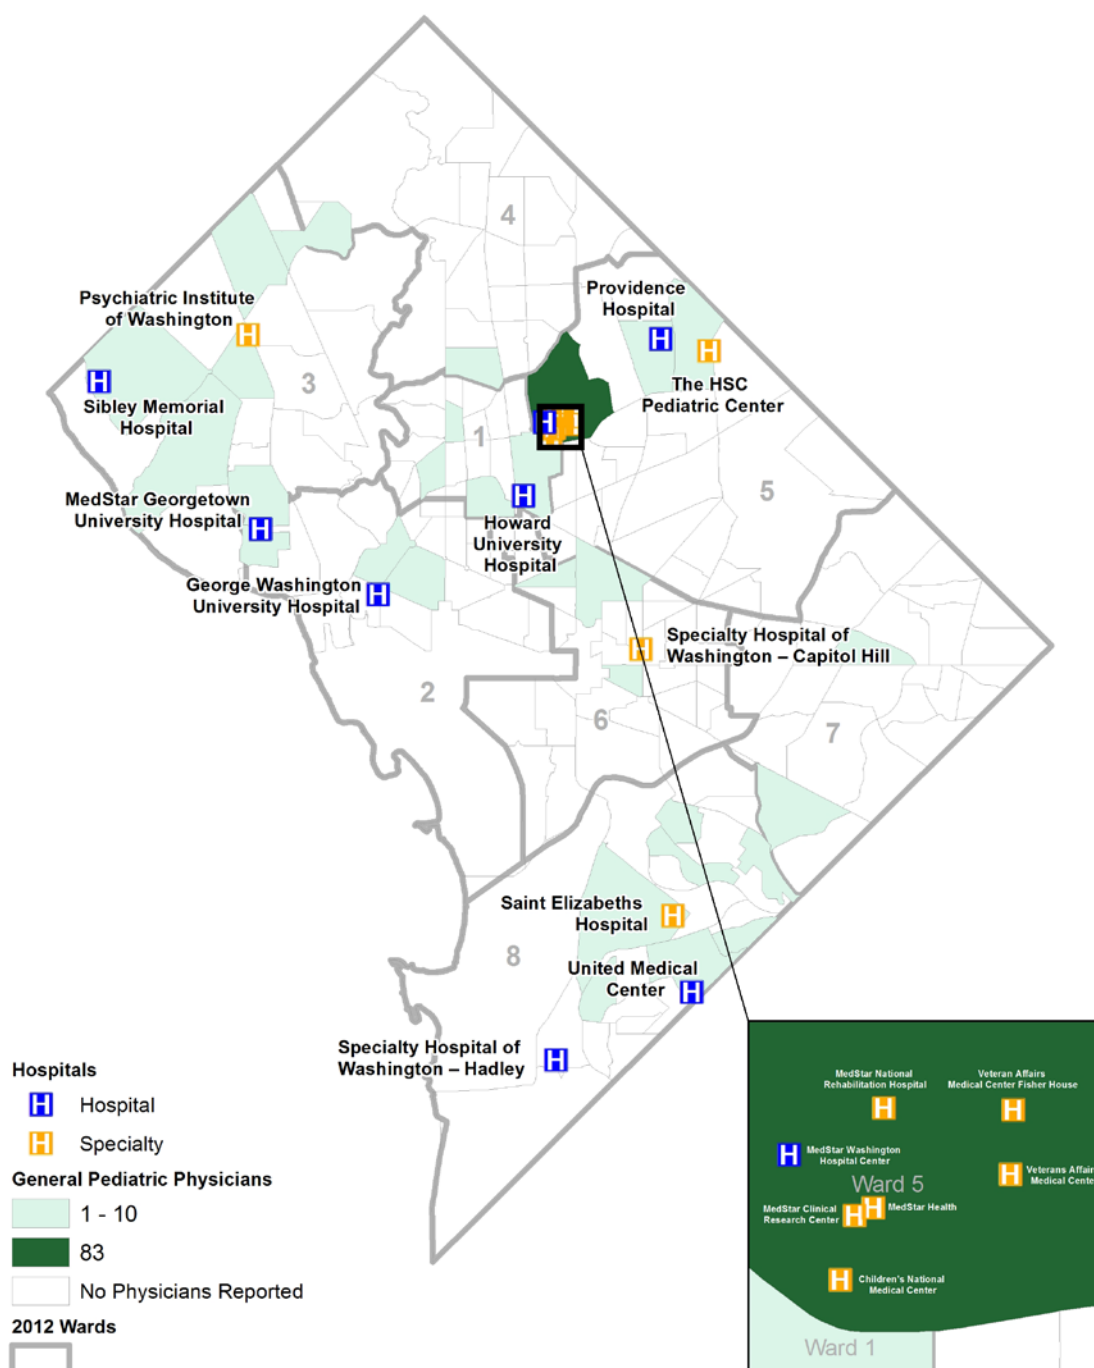 4
Providence
Hospital
Psychiatric Institute
of Washington
H
H
H
3
The HSC
Pediatric Center
H
Sibley Memorial
Hospital
H
1
5
MedStar Georgetown
University Hospital
H
H
Howard
University
Hospital
George Washington
University Hospital
H
Specialty Hospital of
Washington – Capitol Hill
H
2
6
7
Saint Elizabeths
Hospital
H
8
United Medical
Center
H
Specialty Hospital of
Washington – Hadley
H
Hospitals
H Hospital
H Specialty
General Pediatric Physicians
1 - 10
83
No Physicians Reported
2012 Wards
MedStar National
Rehabilitation Hospital
H
Veteran Affairs
Medical Center Fisher House
H
H
MedStar Washington
Hospital Center
H
Veterans Affairs
Medical Center
Ward 5
MedStar Clinical
Research Center
H
H
MedStar Health
H
Children's National
Medical Center
Ward 1